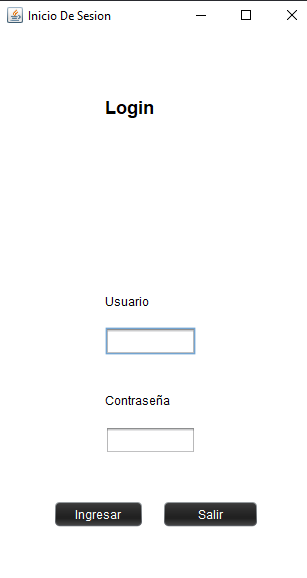 Inicio De Sesion
Login
Usuario
Contraseña
Ingresar Salir